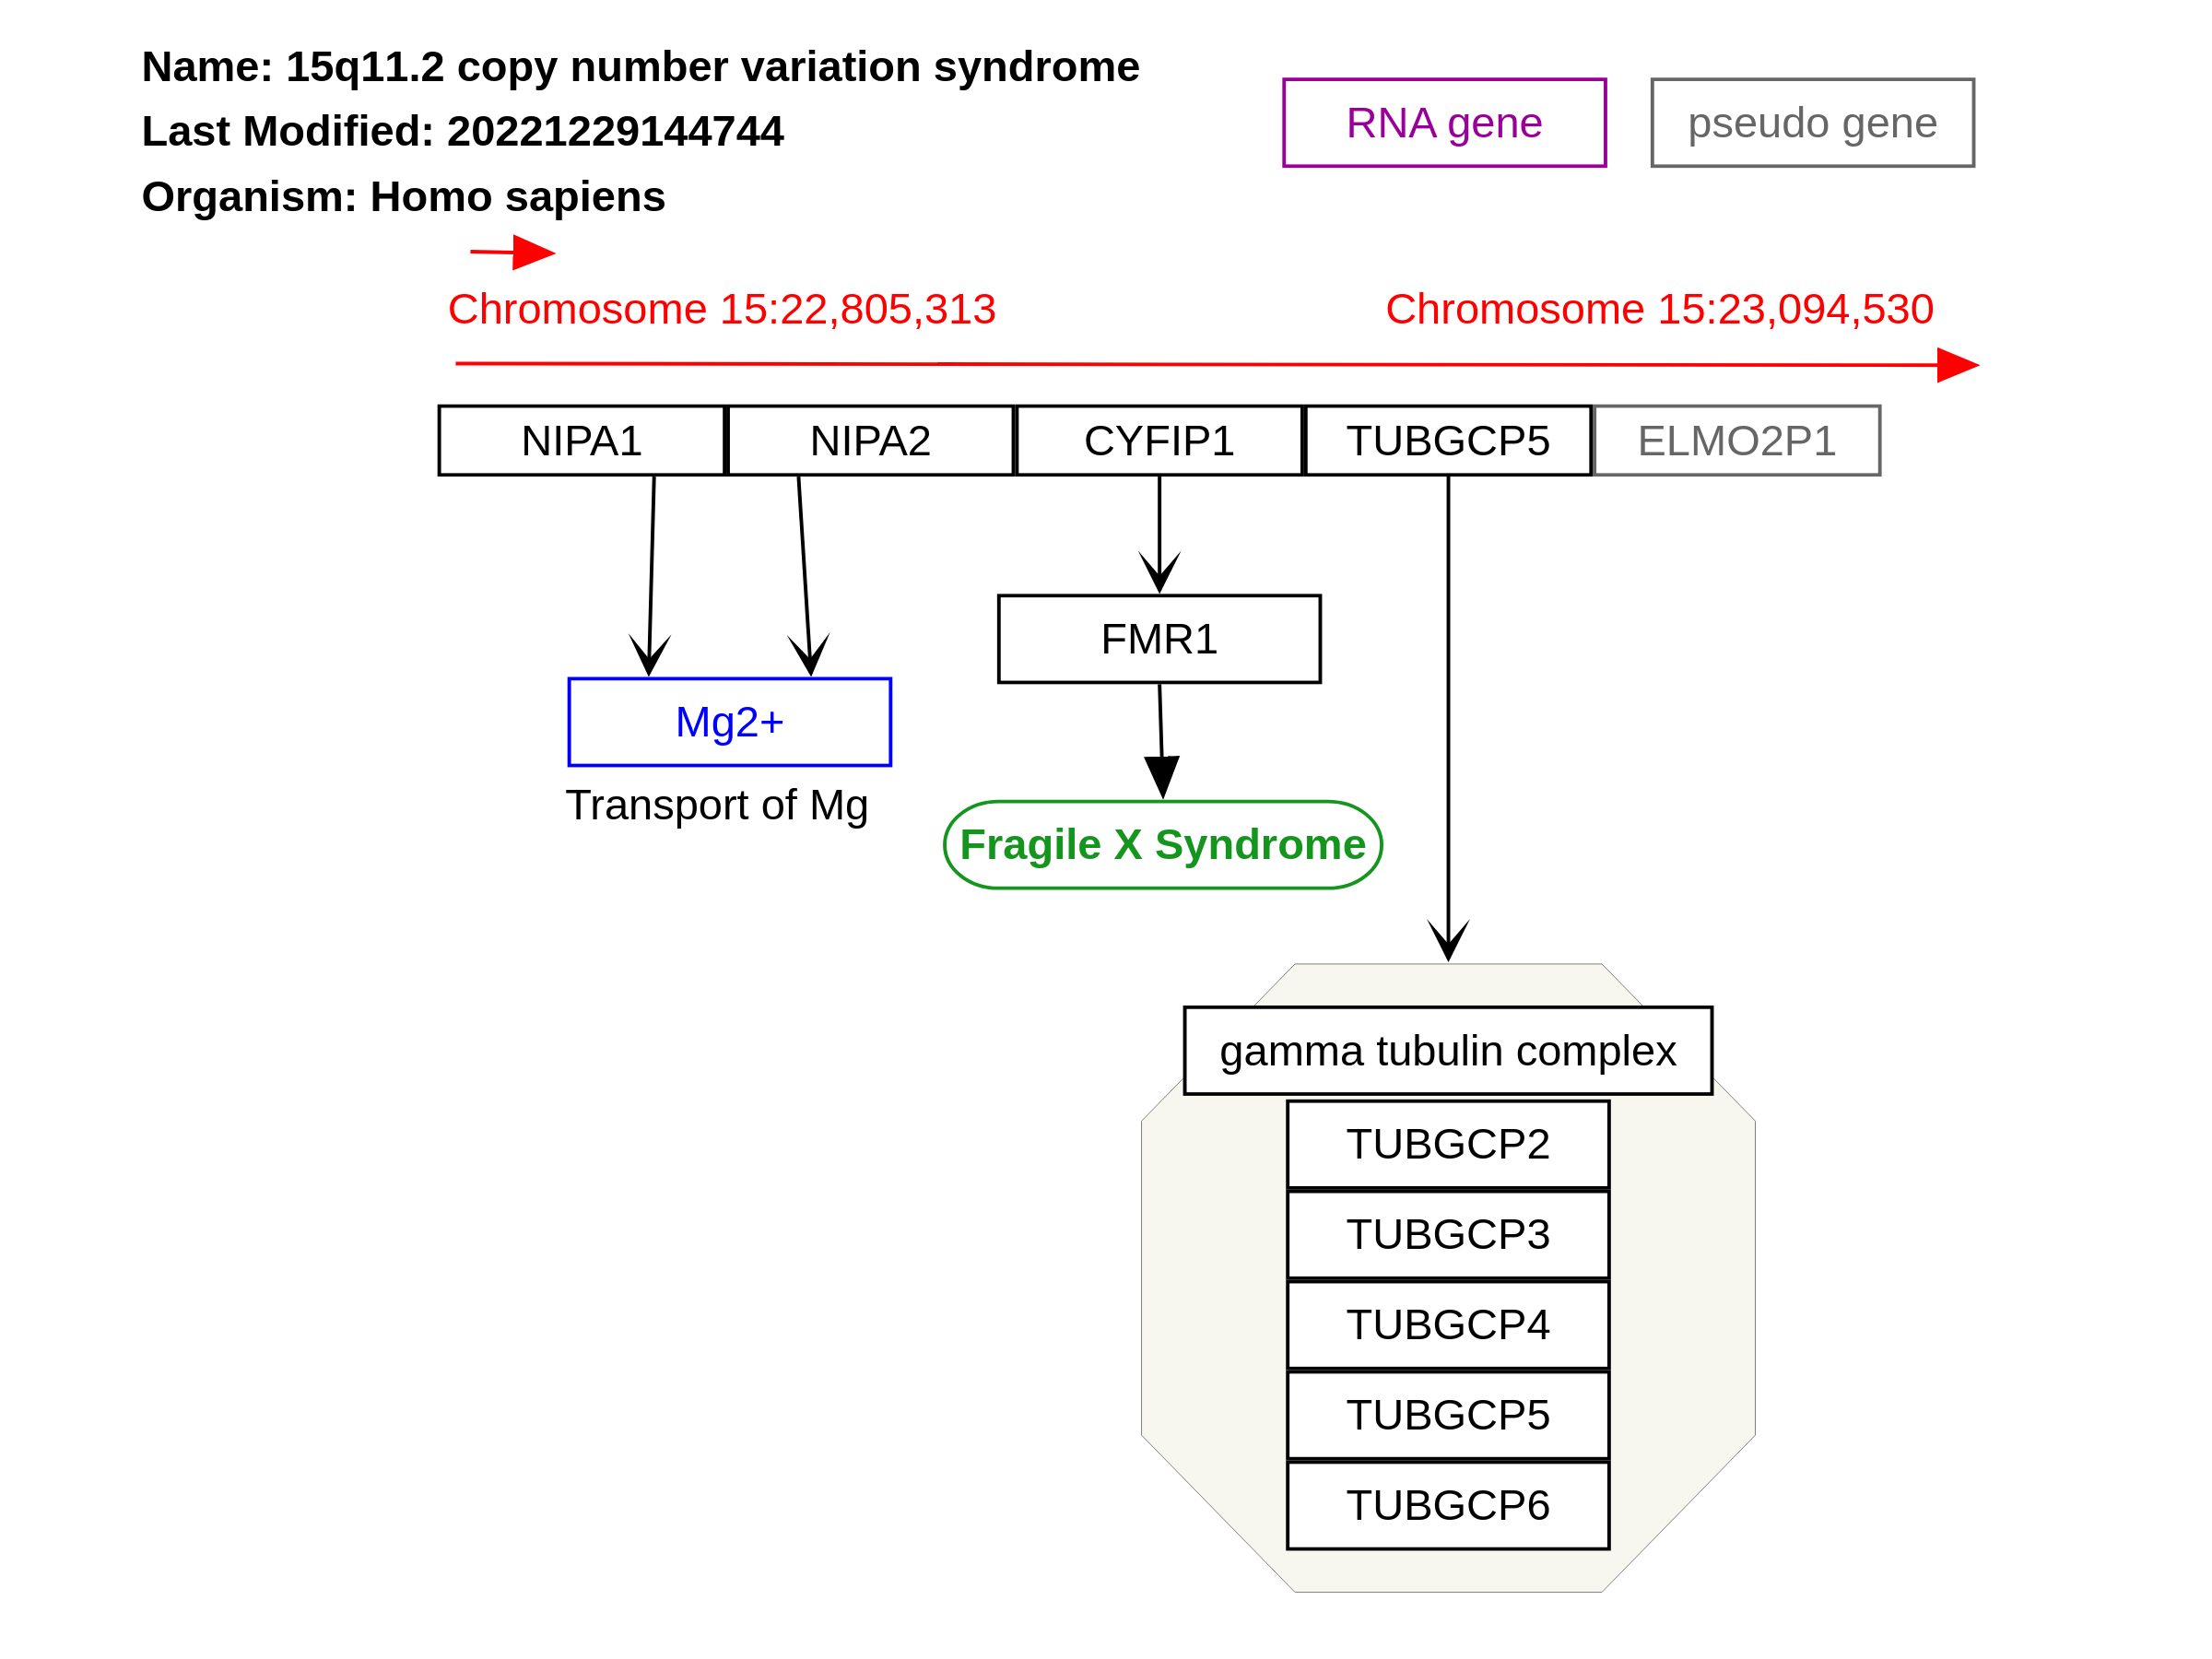 Name: 15q11.2 copy number variation syndrome
Last Modified: 20221229144744
Organism: Homo sapiens
RNA gene
pseudo gene
Chromosome 15:22,805,313
Chromosome 15:23,094,530
NIPA1
NIPA2
CYFIP1
TUBGCP5
ELMO2P1
FMR1
Mg2+
Transport of Mg
Fragile X Syndrome
gamma tubulin complex
TUBGCP2
TUBGCP3
TUBGCP4
TUBGCP5
TUBGCP6